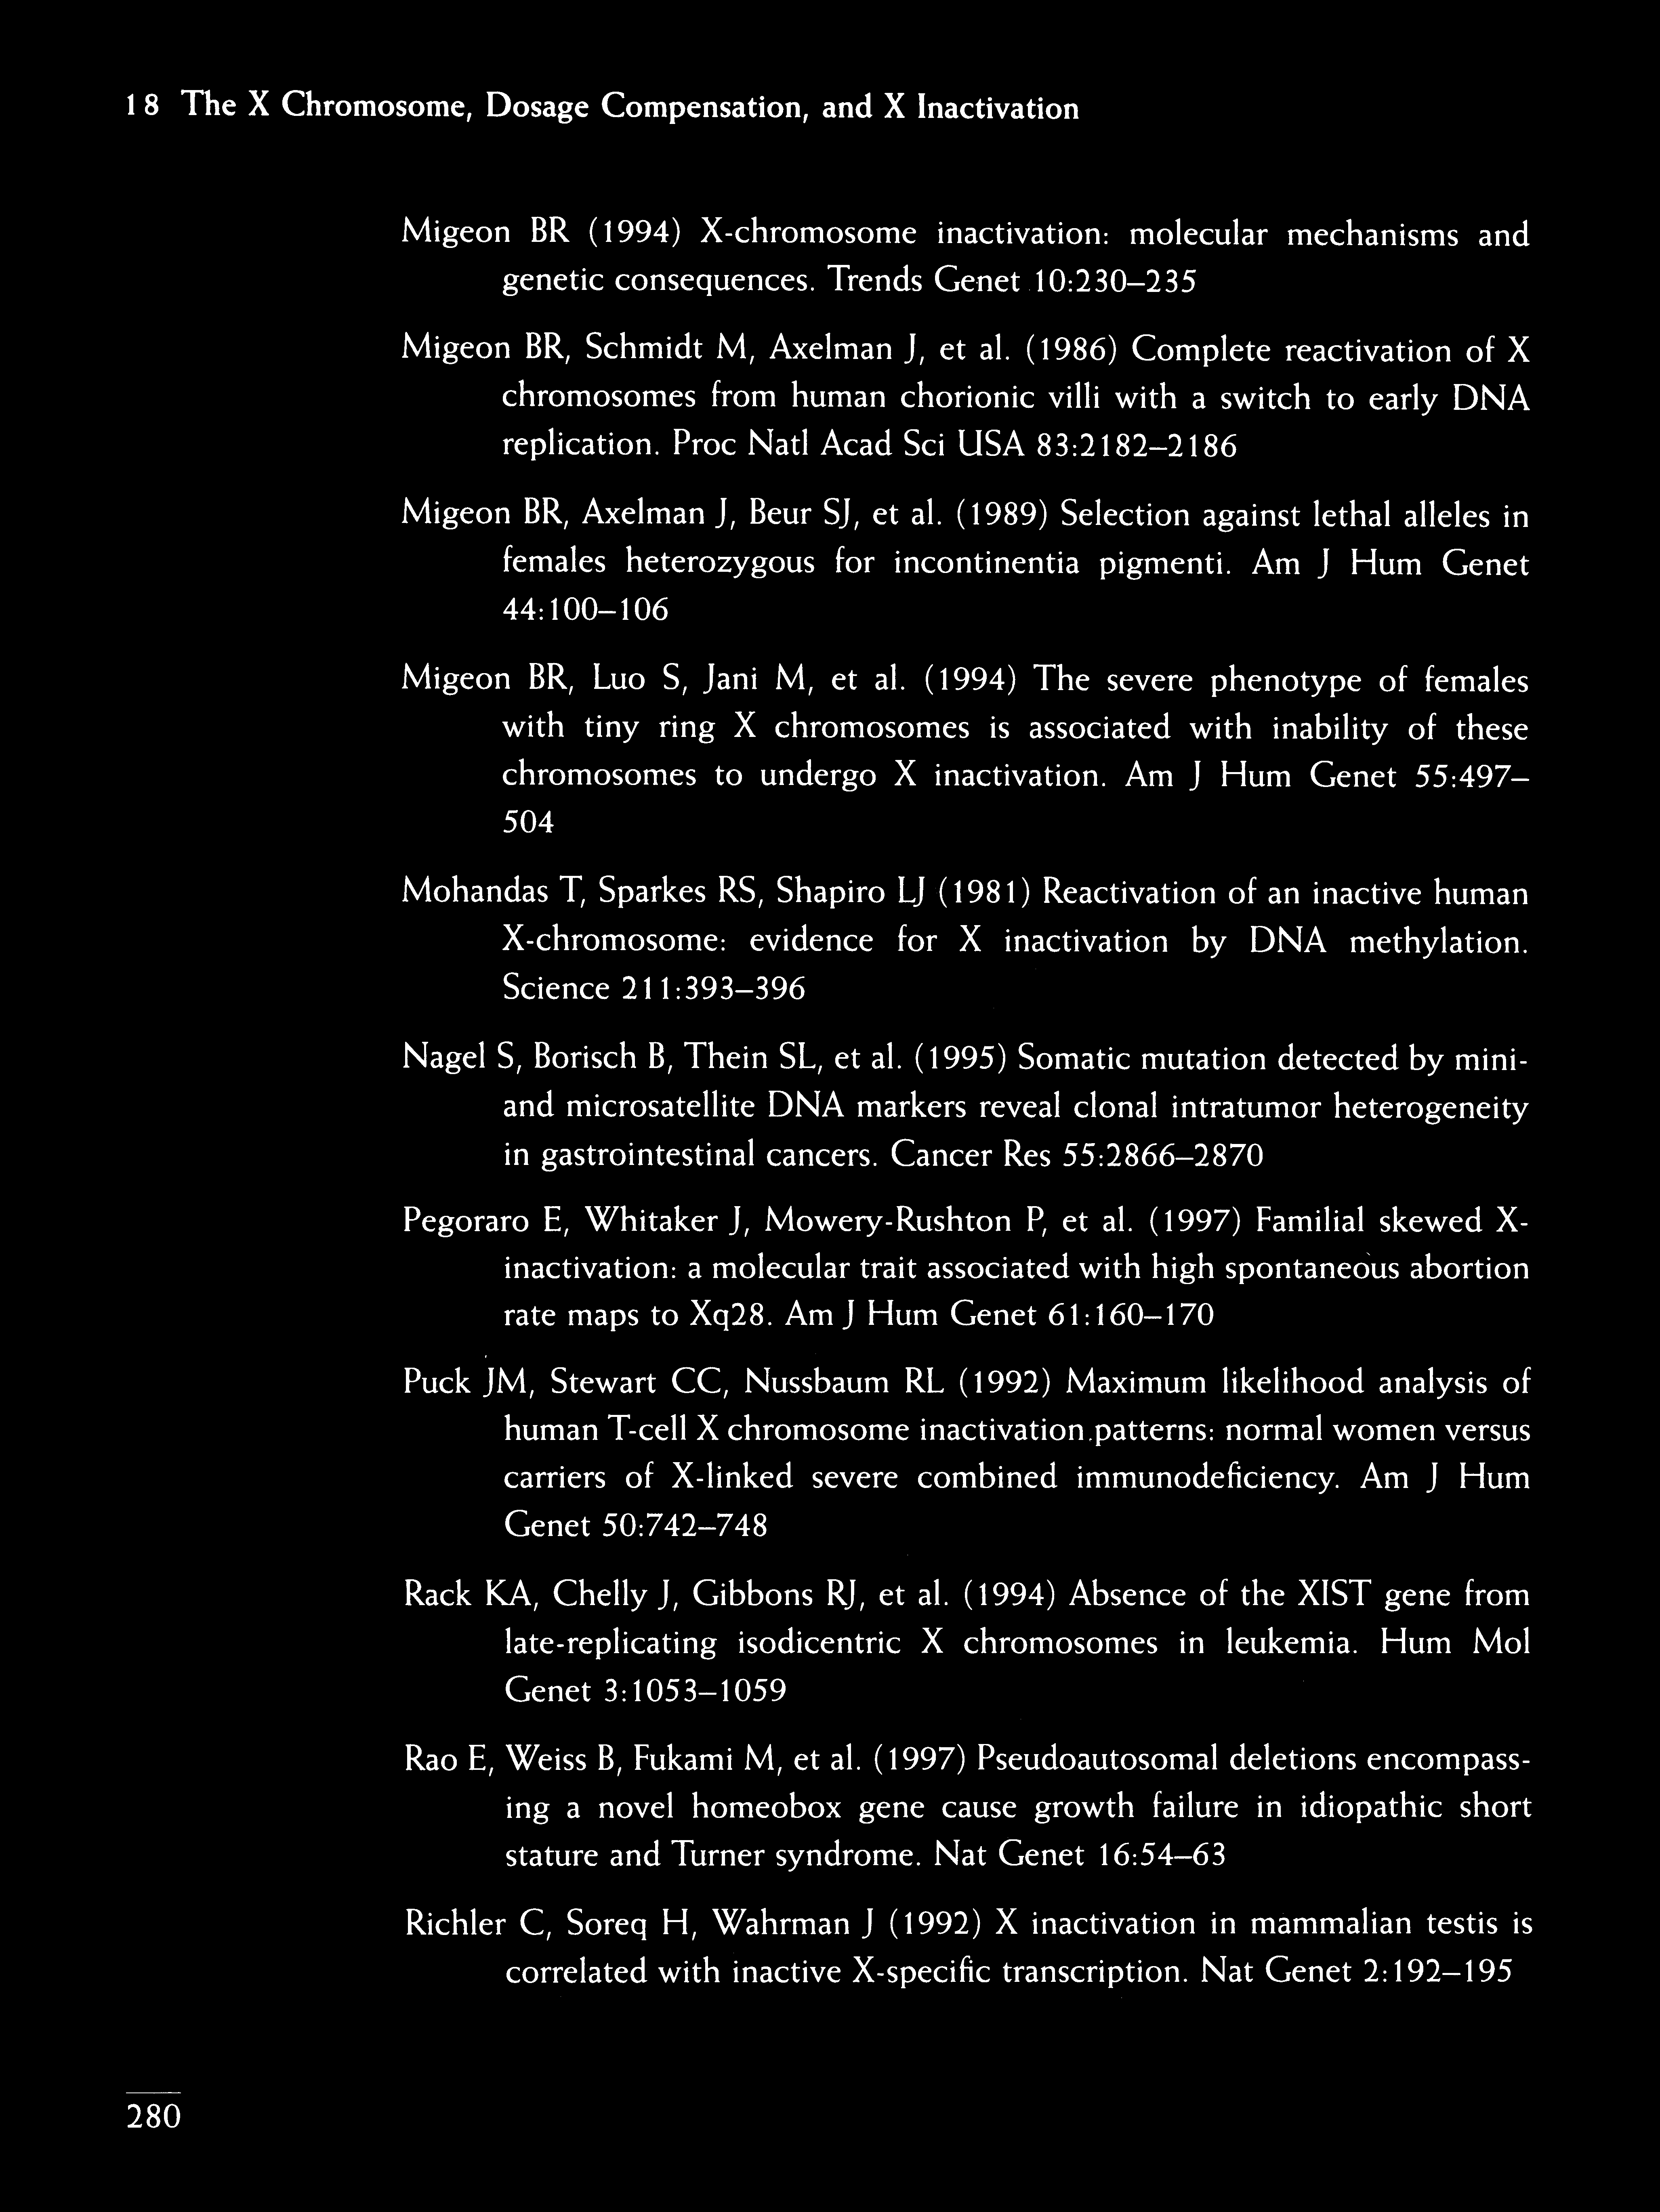 18 The X Chromosome, Dosage Compensation, and X Inactivation
Migeon BR (1994) X-chromosome inactivation: molecular mechanisms and
genetic consequences. Trends Genet 10:230–235
Migeon BR, Schmidt M, Axelman J, et al. (1986) Complete reactivation of X
chromosomes from human chorionic villi with a switch to early DNA
replication. Proc Natl Acad Sci USA 83:2182–2186
Migeon BR, Axelman J, Beur SJ, et al. (1989) Selection against lethal alleles in
females heterozygous for incontinentia pigmenti. Am J Hum Genet
44:100–106
Migeon BR, Luo S, Jani M, et al. (1994) The severe phenotype of females
with tiny ring X chromosomes is associated with inability of these
chromosomes to undergo X inactivation. Am J Hum Genet 55:497–
504
Mohandas T, Sparkes RS, Shapiro LJ (1981) Reactivation of an inactive human
X-chromosome: evidence for X inactivation by DNA methylation.
Science 211:393–396
Nagel S, Borisch B, Thein SL, et al. (1995) Somatic mutation detected by mini-
and microsatellite DNA markers reveal clonal intratumor heterogeneity
in gastrointestinal cancers. Cancer Res 55:2866–2870
Pegoraro E, Whitaker J, Mowery-Rushton P, et al. (1997) Familial skewed X-
inactivation: a molecular trait associated with high spontaneous abortion
rate maps to Xq28. Am J Hum Genet 61:160–170
Puck JM, Stewart CC, Nussbaum RL (1992) Maximum likelihood analysis of
human T-cell X chromosome inactivation patterns: normal women versus
carriers of X-linked severe combined immunodeficiency. Am J Hum
Genet 50:742–748
Rack KA, Chelly J, Gibbons RJ, et al. (1994) Absence of the XIST gene from
late-replicating isodicentric X chromosomes in leukemia. Hum Mol
Genet 3:1053–1059
Rao E, Weiss B, Fukami M, et al. (1997) Pseudoautosomal deletions encompass-
ing a novel homeobox gene cause growth failure in idiopathic short
stature and Turner syndrome. Nat Genet 16:54–63
Richler C, Soreq H, Wahrman J (1992) X inactivation in mammalian testis is
correlated with inactive X-specific transcription. Nat Genet 2:192–195
280